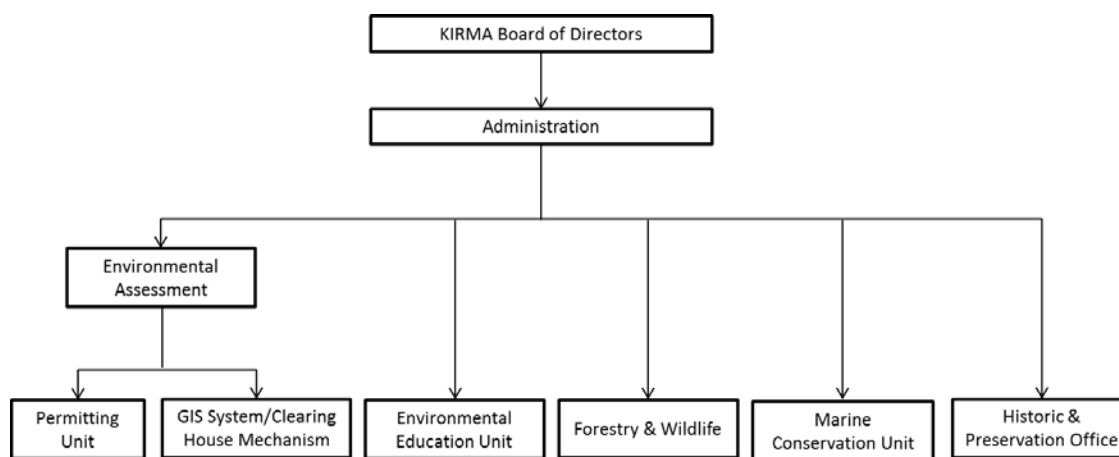 KIRMA Board of Directors
Administration
Environmental
Assessment
Permitting
Unit
GIS System/Clearing
House Mechanism
Environmental
Education Unit
Forestry & Wildlife
Marine
Conservation Unit
Historic &
Preservation Office